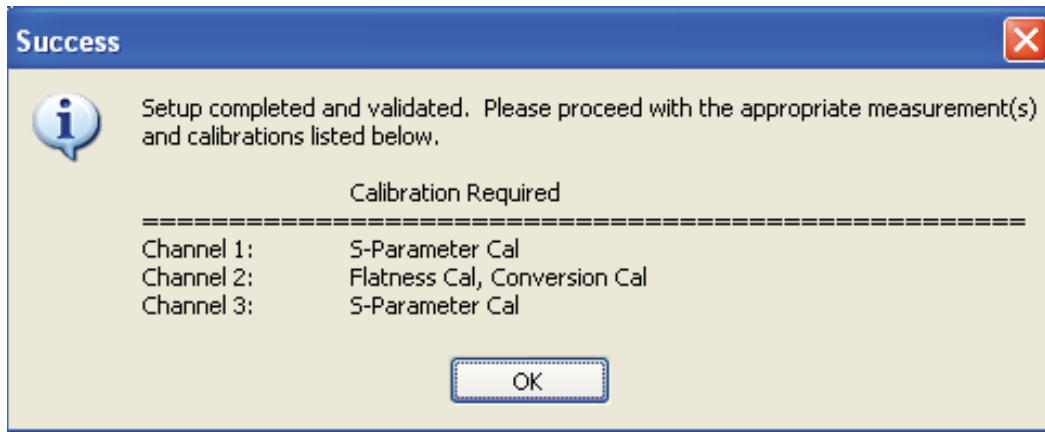 Success
Setup completed and validated.  Please proceed with the appropriate measurement(s)
and calibrations listed below.
Calibration Required
===================================================
Channel 1: S-Parameter Cal
Channel 2: Flatness Cal, Conversion Cal
Channel 3: S-Parameter Cal
OK